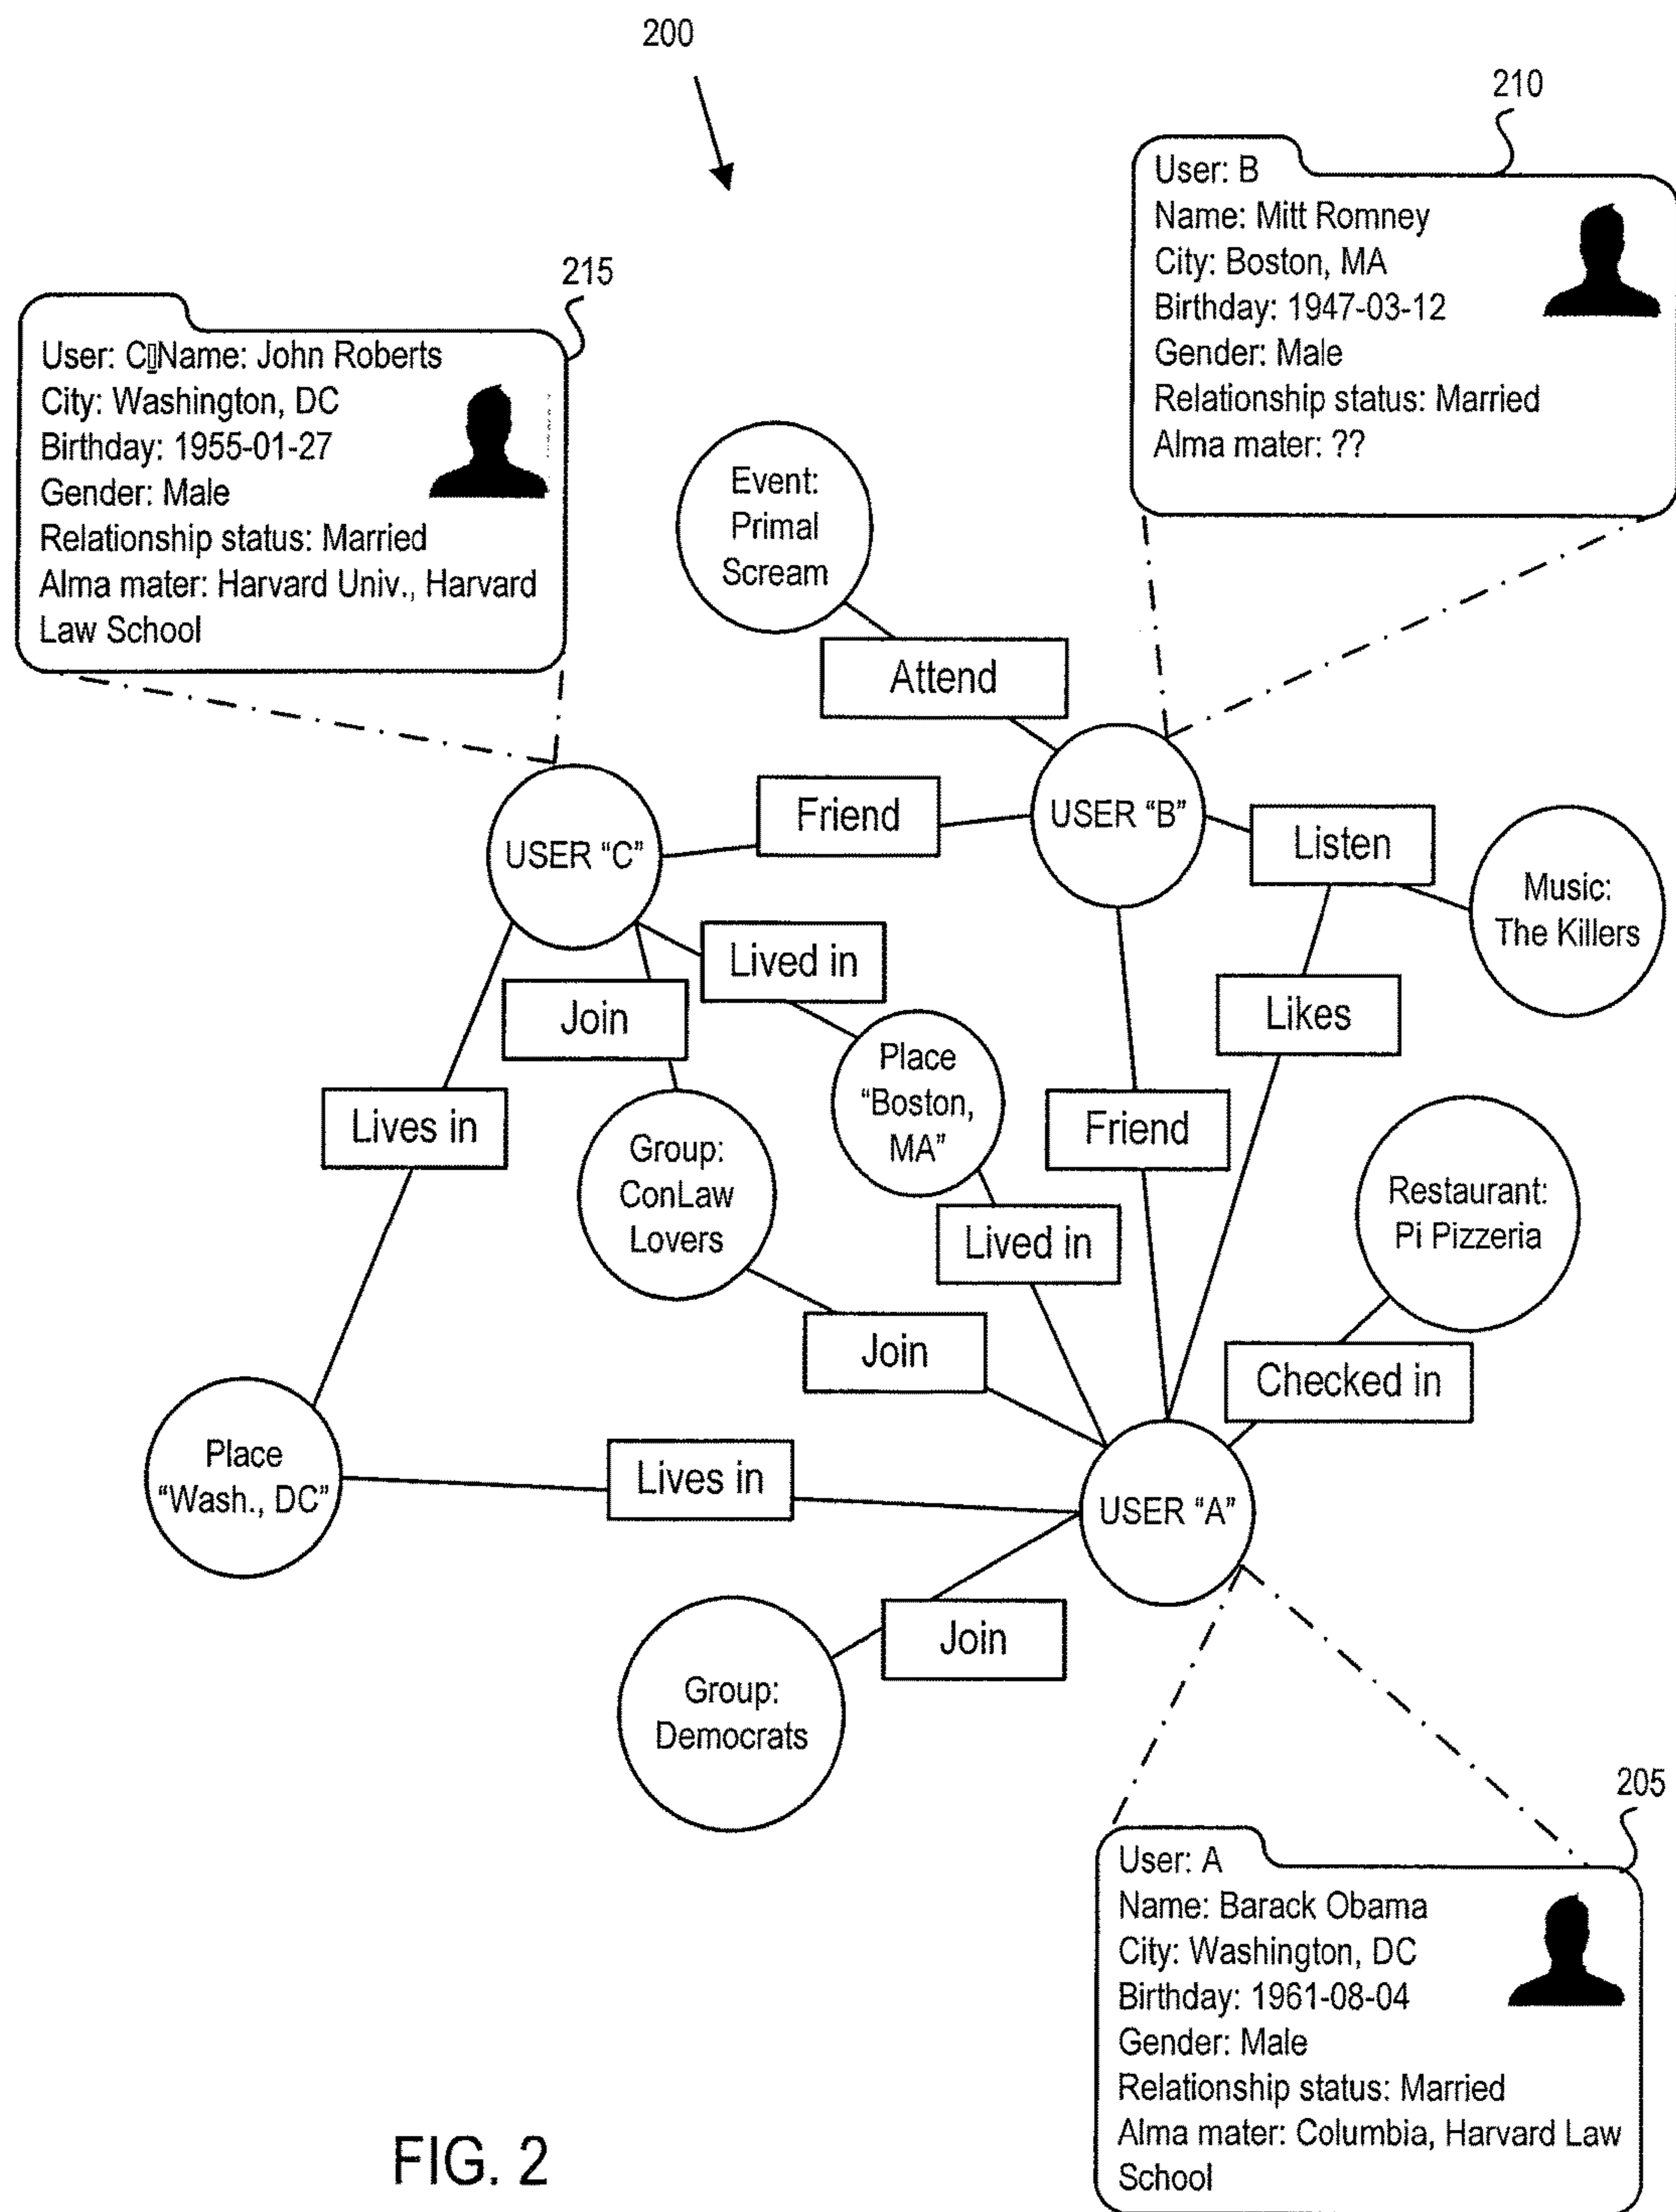 200
210
User: B
Name: Mitt Romney
City: Boston, MA
Birthday: 1947-03-12
Gender: Male
Relationship status: Married
Alma mater: ??
215
User: C▯Name: John Roberts
City: Washington, DC
Birthday: 1955-01-27
Gender: Male
Relationship status: Married
Alma mater: Harvard Univ., Harvard
Law School
Event:
Primal
Scream
Attend
Friend
USER “B”
USER “C”
Listen
Music:
The Killers
Lived in
Join
Likes
Place
“Boston,
MA”
Lives in
Friend
Group:
ConLaw
Lovers
Restaurant:
Pi Pizzeria
Lived in
Join
Checked in
Place
“Wash., DC”
Lives in
USER “A”
Join
Group:
Democrats
205
User: A
Name: Barack Obama
City: Washington, DC
Birthday: 1961-08-04
Gender: Male
Relationship status: Married
Alma mater: Columbia, Harvard Law
School
FIG. 2